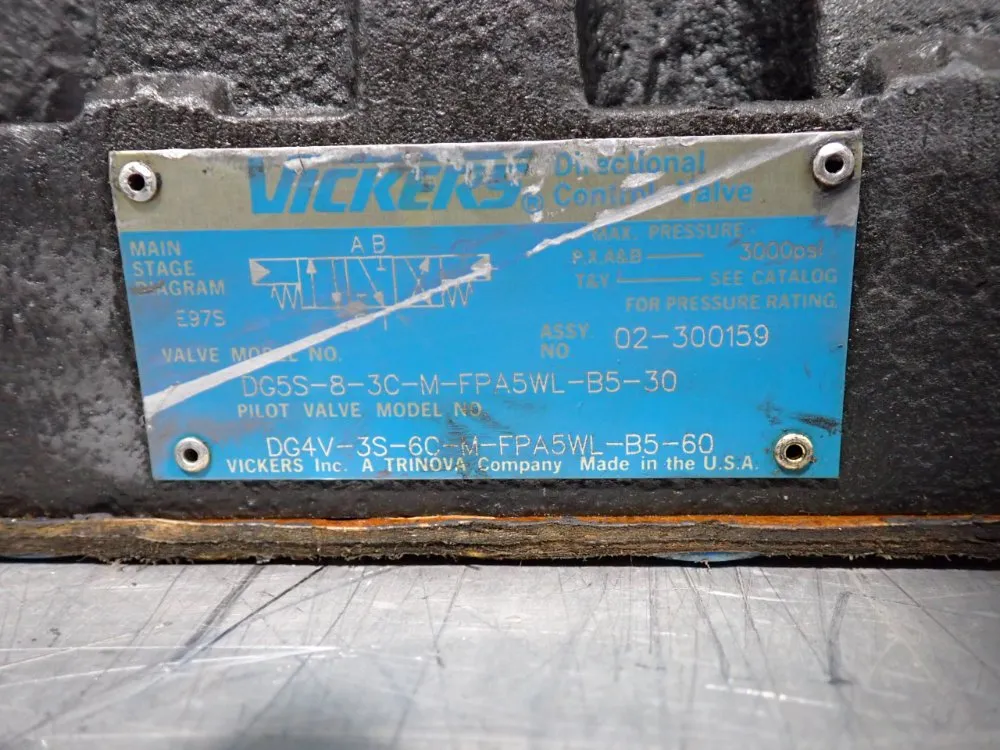 VICKERS® Directional
Control Valve
MAIN
STAGE
DIAGRAM
E97S
A B
MAX. PRESSURE
P,X,A&B 3000psi
T&Y SEE CATALOG
FOR PRESSURE RATING
ASSY.
NO 02-300159
VALVE MODEL NO.
DG5S-8-3C-M-FPA5WL-B5-30
PILOT VALVE MODEL NO.
DG4V-3S-6C-M-FPA5WL-B5-60
VICKERS Inc. A TRINOVA Company Made in the U.S.A.